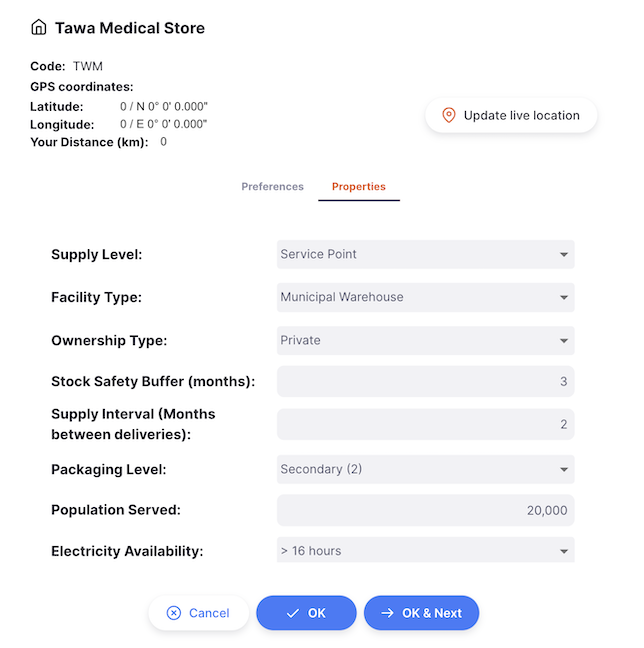 Tawa Medical Store
Code: TWM
GPS coordinates:
Latitude: 0 / N 0° 0' 0.000"
Longitude: 0 / E 0° 0' 0.000"
Your Distance (km): 0
Update live location
Preferences Properties
Supply Level: Service Point
Facility Type: Municipal Warehouse
Ownership Type: Private
Stock Safety Buffer (months): 3
Supply Interval (Months
between deliveries): 2
Packaging Level: Secondary (2)
Population Served: 20,000
Electricity Availability: > 16 hours
Cancel OK OK & Next